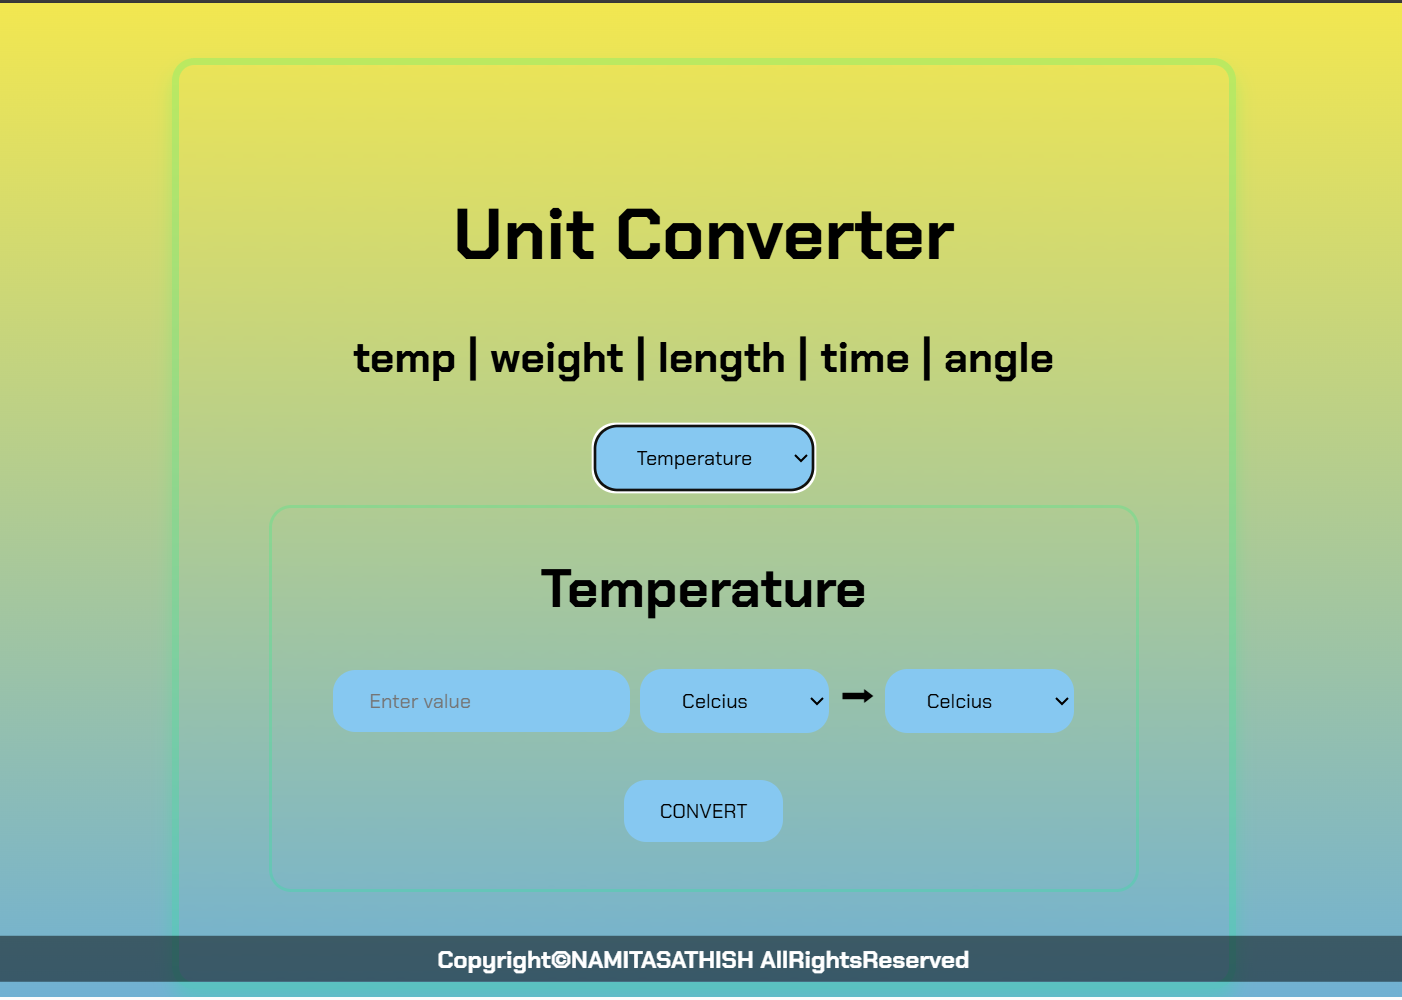 Unit Converter
temp | weight | length | time | angle
Temperature
Temperature
Enter value Celcius Celcius
CONVERT
Copyright©NAMITASATHISH AllRightsReserved